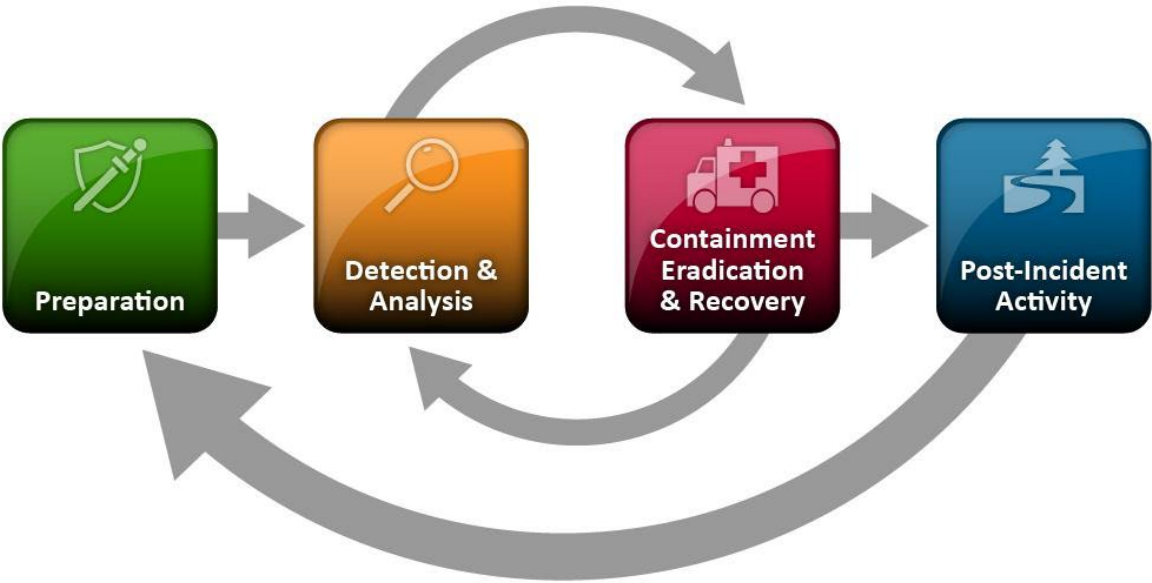 Preparation
Detection &
Analysis
Containment
Eradication
& Recovery
Post-Incident
Activity